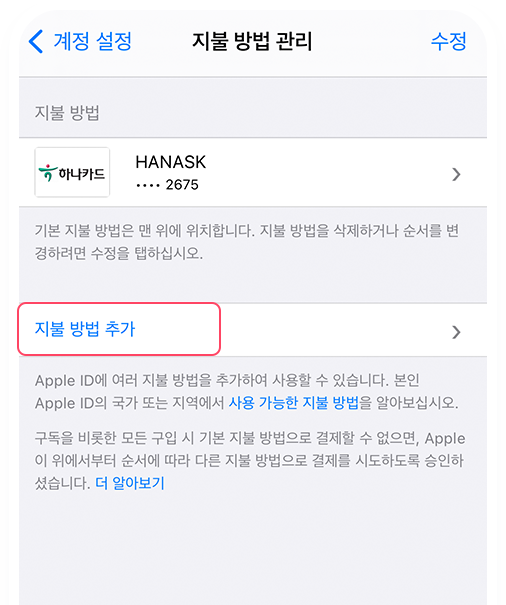 계정 설정 지불 방법 관리 수정
지불 방법
하나카드 HANASK
•••• 2675
기본 지불 방법은 맨 위에 위치합니다. 지불 방법을 삭제하거나 순서를 변
경하려면 수정을 탭하십시오.
지불 방법 추가
Apple ID에 여러 지불 방법을 추가하여 사용할 수 있습니다. 본인
Apple ID의 국가 또는 지역에서 사용 가능한 지불 방법을 알아보십시오.
구독을 비롯한 모든 구입 시 기본 지불 방법으로 결제할 수 없으면, Apple
이 위에서부터 순서에 따라 다른 지불 방법으로 결제를 시도하도록 승인하
셨습니다. 더 알아보기